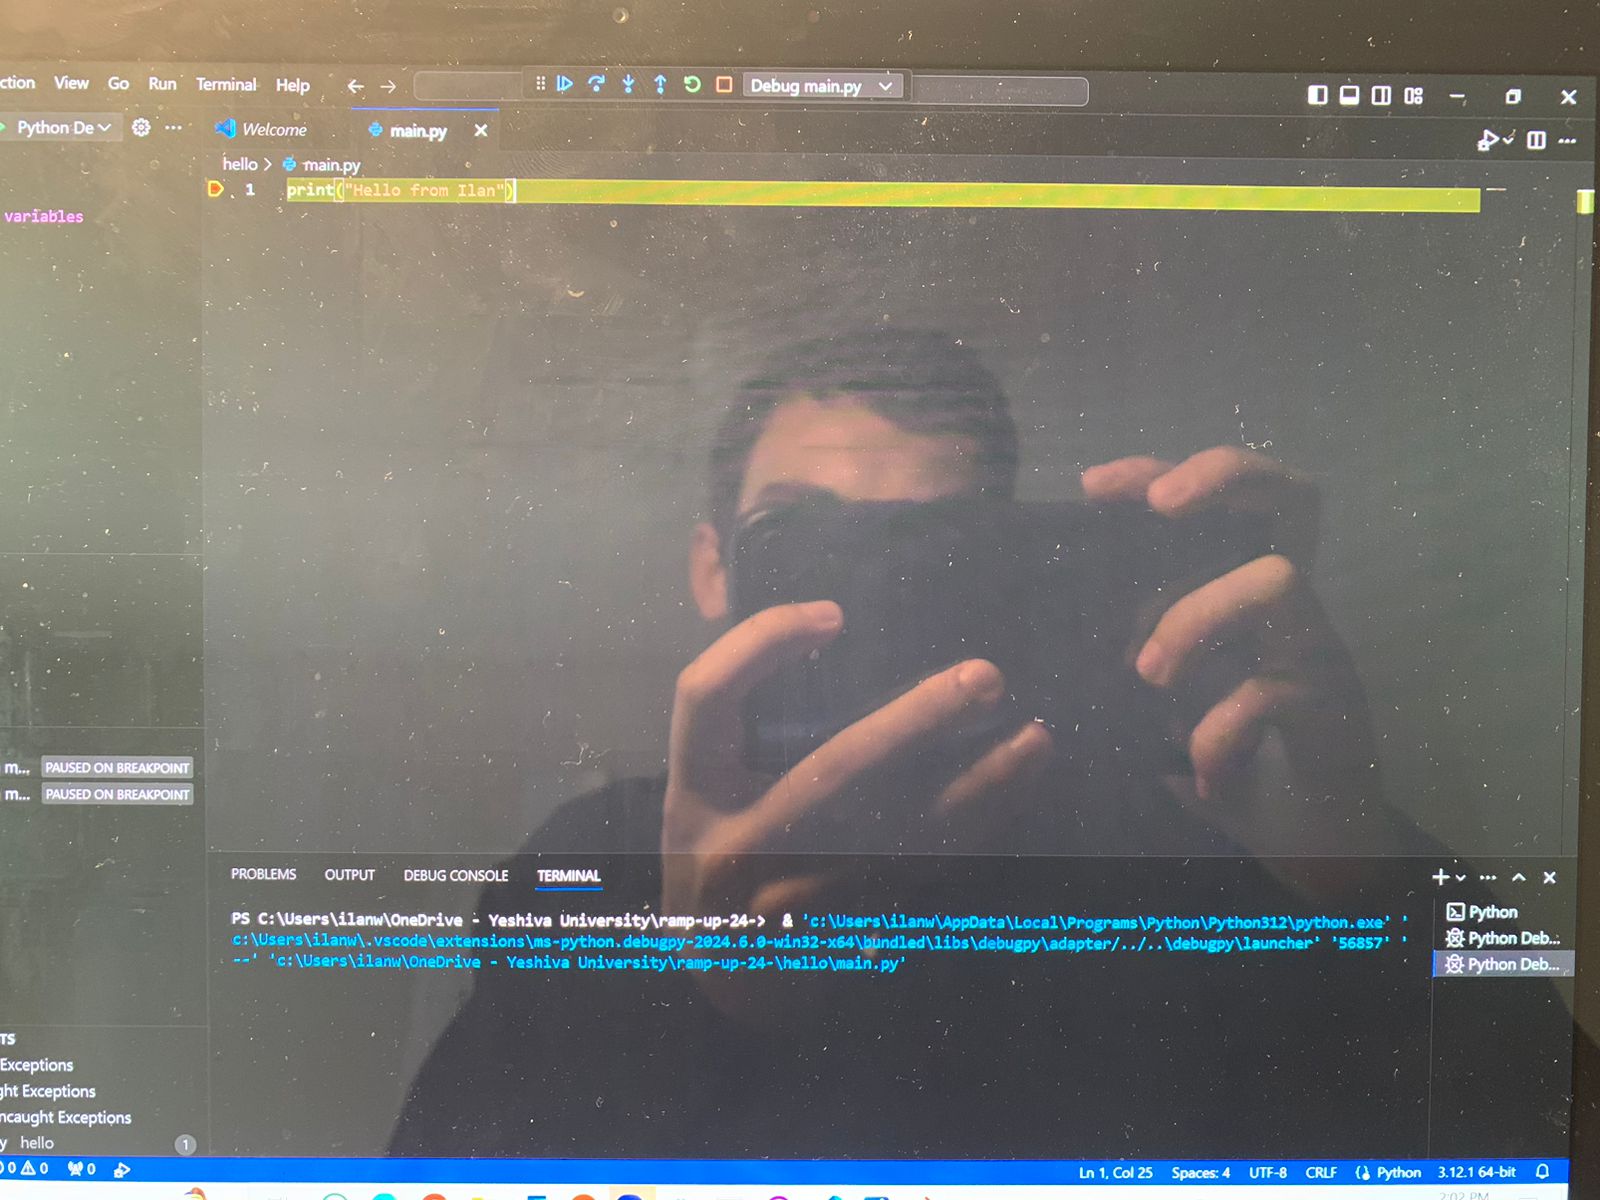 View Go Run Terminal Help
Debug main.py
Python De
Welcome
main.py
hello > main.py
1 print("Hello from Ilan")
variables
m... PAUSED ON BREAKPOINT
m... PAUSED ON BREAKPOINT
PROBLEMS OUTPUT DEBUG CONSOLE TERMINAL
PS C:\Users\ilanw\OneDrive - Yeshiva University\ramp-up-24-> & 'c:\Users\ilanw\AppData\Local\Programs\Python\Python312\python.exe' '
c:\Users\ilanw\.vscode\extensions\ms-python.debugpy-2024.6.0-win32-x64\bundled\libs\debugpy\adapter/../..\debugpy\launcher' '56857' '
--' 'c:\Users\ilanw\OneDrive - Yeshiva University\ramp-up-24-\hello\main.py'
Python
Python Deb...
Python Deb...
TS
Exceptions
ght Exceptions
ncaught Exceptions
y hello 1
0 0 0
Ln 1, Col 25 Spaces: 4 UTF-8 CRLF Python 3.12.1 64-bit
2:02 PM